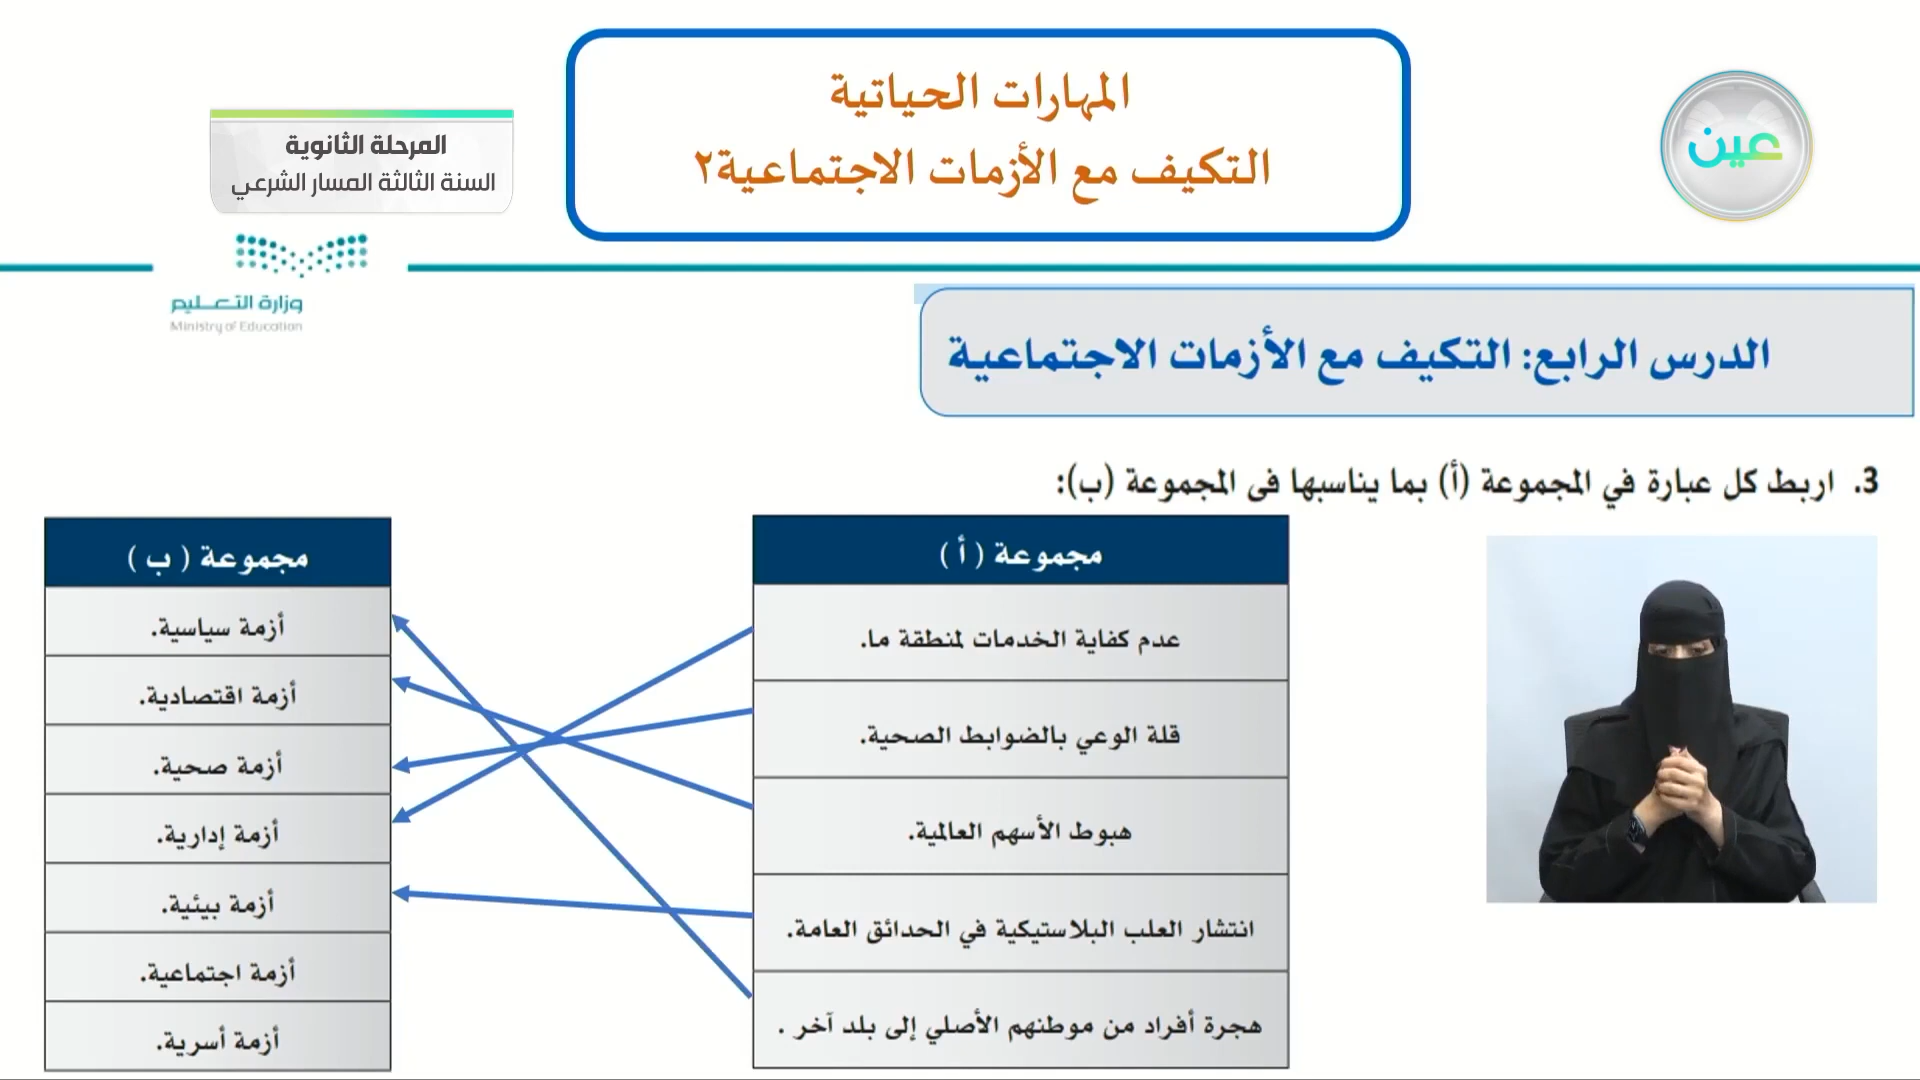 المهارات الحياتية
التكيف مع الأزمات الاجتماعية٢
عين
المرحلة الثانوية
السنة الثالثة المسار الشرعي
وزارة التعليم
Ministry of Education
الدرس الرابع: التكيف مع الأزمات الاجتماعية
3. اربط كل عبارة في المجموعة (أ) بما يناسبها فى المجموعة (ب):
مجموعة ( أ )
عدم كفاية الخدمات لمنطقة ما.
قلة الوعي بالضوابط الصحية.
هبوط الأسهم العالمية.
انتشار العلب البلاستيكية في الحدائق العامة.
هجرة أفراد من موطنهم الأصلي إلى بلد آخر .
مجموعة ( ب )
أزمة سياسية.
أزمة اقتصادية.
أزمة صحية.
أزمة إدارية.
أزمة بيئية.
أزمة اجتماعية.
أزمة أسرية.